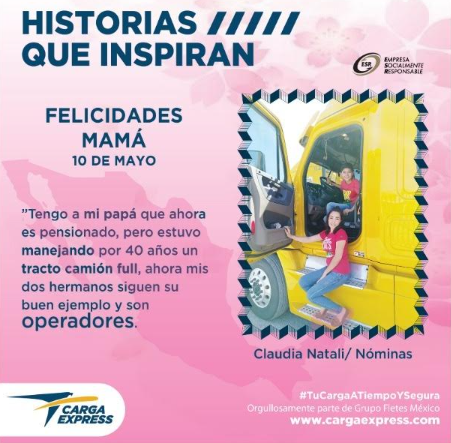 HISTORIAS /////
QUE INSPIRAN
ESR
EMPRESA
SOCIALMENTE
RESPONSABLE
FELICIDADES
MAMÁ
10 DE MAYO
"Tengo a mi papá que ahora
es pensionado, pero estuvo
manejando por 40 años un
tracto camión full, ahora mis
dos hermanos siguen su
buen ejemplo y son
operadores.
Claudia Natali/ Nóminas
CARGA
EXPRESS
#TuCargaATiempoYSegura
Orgullosamente parte de Grupo Fletes México
www.cargaexpress.com